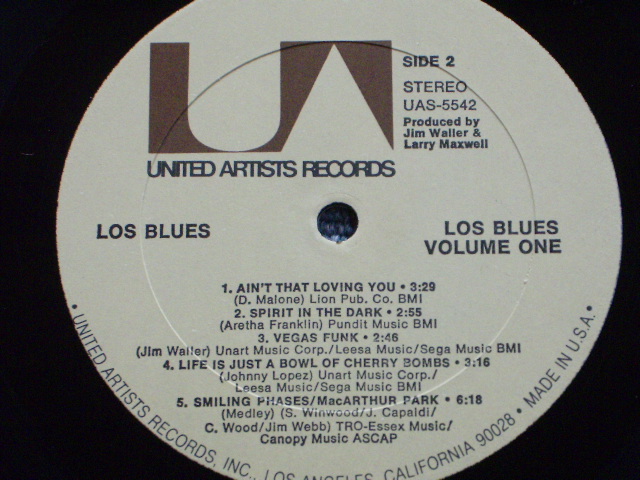 UA
SIDE 2
STEREO
UAS-5542
Produced by
Jim Waller &
Larry Maxwell
UNITED ARTISTS RECORDS
LOS BLUES
LOS BLUES
VOLUME ONE
1. AIN'T THAT LOVING YOU • 3:29
(D. Malone) Lion Pub. Co. BMI
2. SPIRIT IN THE DARK • 2:55
(Aretha Franklin) Pundit Music BMI
3. VEGAS FUNK • 2:46
(Jim Waller) Unart Music Corp./Leesa Music/Sega Music BMI
4. LIFE IS JUST A BOWL OF CHERRY BOMBS • 3:16
(Johnny Lopez) Unart Music Corp./
Leesa Music/Sega Music BMI
5. SMILING PHASES/MacARTHUR PARK • 6:18
(Medley) (S. Winwood/J. Capaldi/
C. Wood/Jim Webb) TRO-Essex Music/
Canopy Music ASCAP
• UNITED ARTISTS RECORDS, INC., LOS ANGELES, CALIFORNIA 90028 • MADE IN U.S.A. •